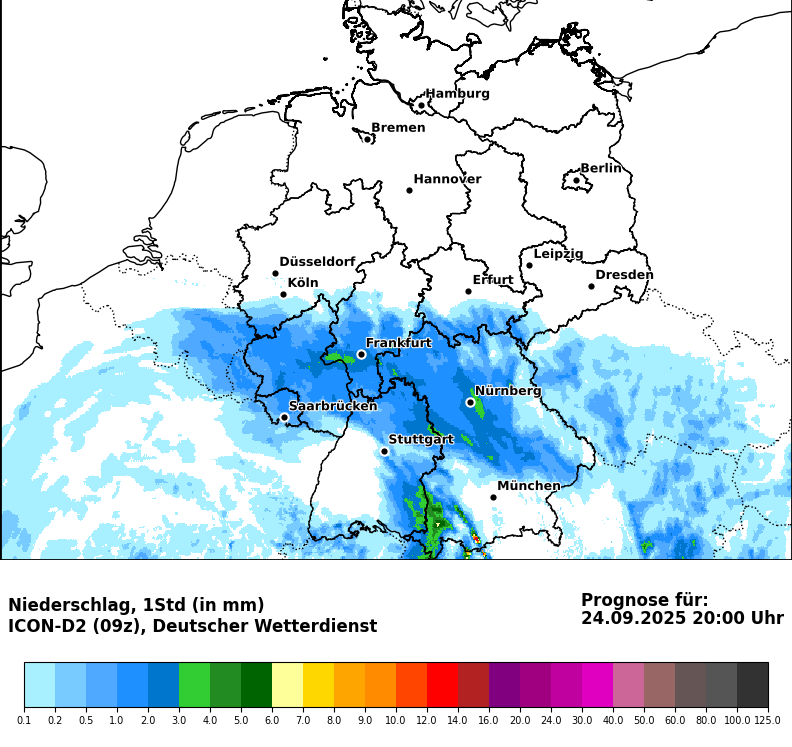 Hamburg
Bremen
Berlin
Hannover
Leipzig
Düsseldorf
Dresden
Köln
Erfurt
Frankfurt
Nürnberg
Saarbrücken
Stuttgart
München
Niederschlag, 1Std (in mm)
ICON-D2 (09z), Deutscher Wetterdienst
Prognose für:
24.09.2025 20:00 Uhr
0.1 0.2 0.5 1.0 2.0 3.0 4.0 5.0 6.0 7.0 8.0 9.0 10.0 12.0 14.0 16.0 20.0 24.0 30.0 40.0 50.0 60.0 80.0 100.0 125.0